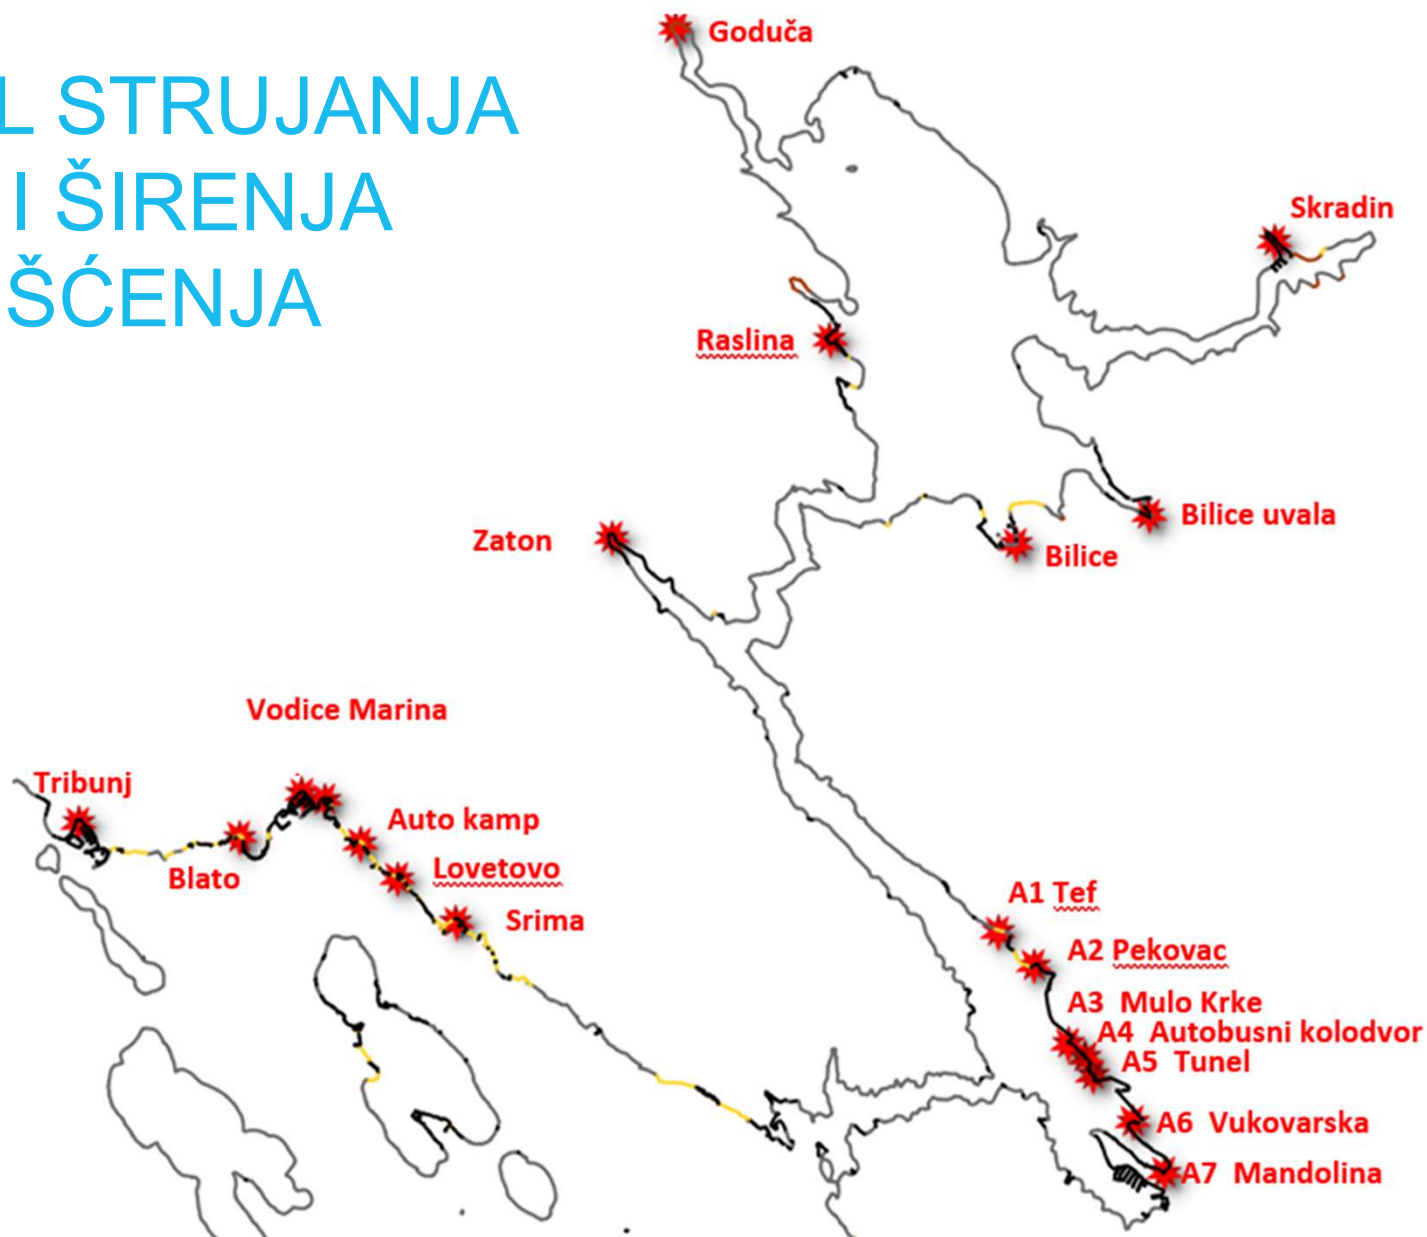 L STRUJANJA
I ŠIRENJA
ŠĆENJA
Goduča
Skradin
Raslina
Bilice uvala
Zaton
Bilice
Vodice Marina
Tribunj
Auto kamp
Blato
Lovetovo
Srima
A1 Tef
A2 Pekovac
A3 Mulo Krke
A4 Autobusni kolodvor
A5 Tunel
A6 Vukovarska
A7 Mandolina